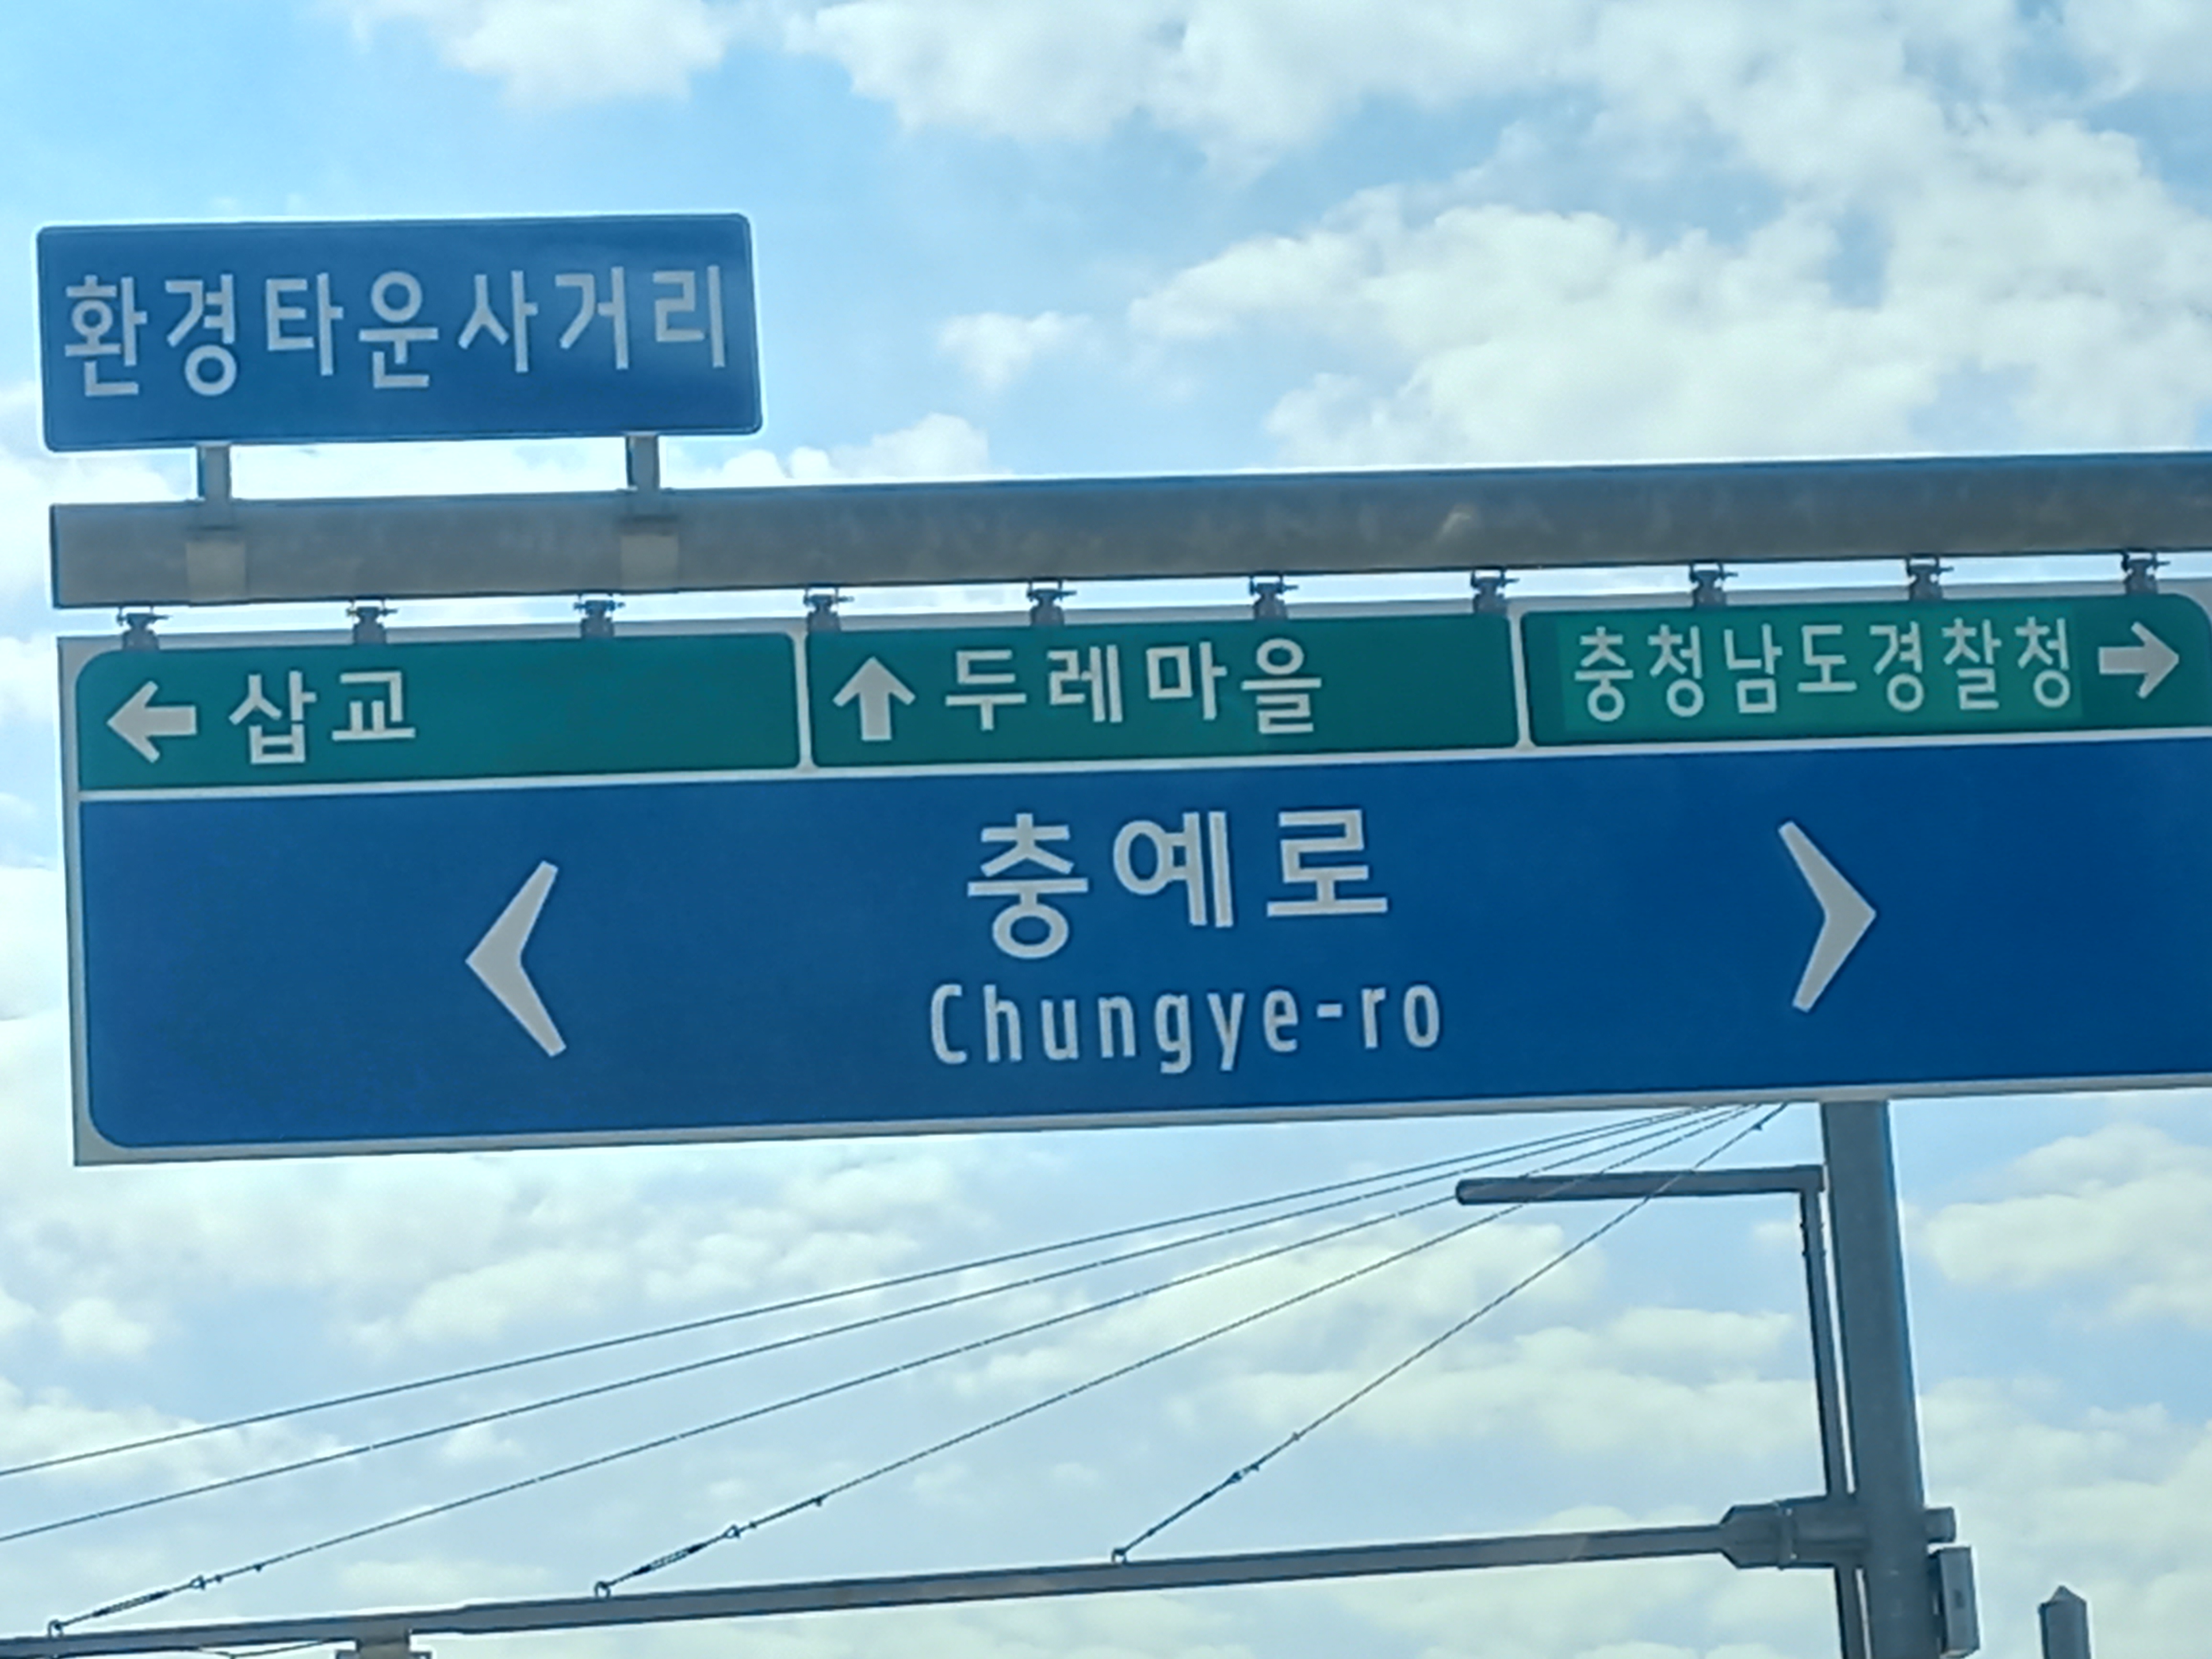 환경타운사거리
← 삽교
↑ 두레마을
충청남도경찰청 →
충예로
Chungye-ro